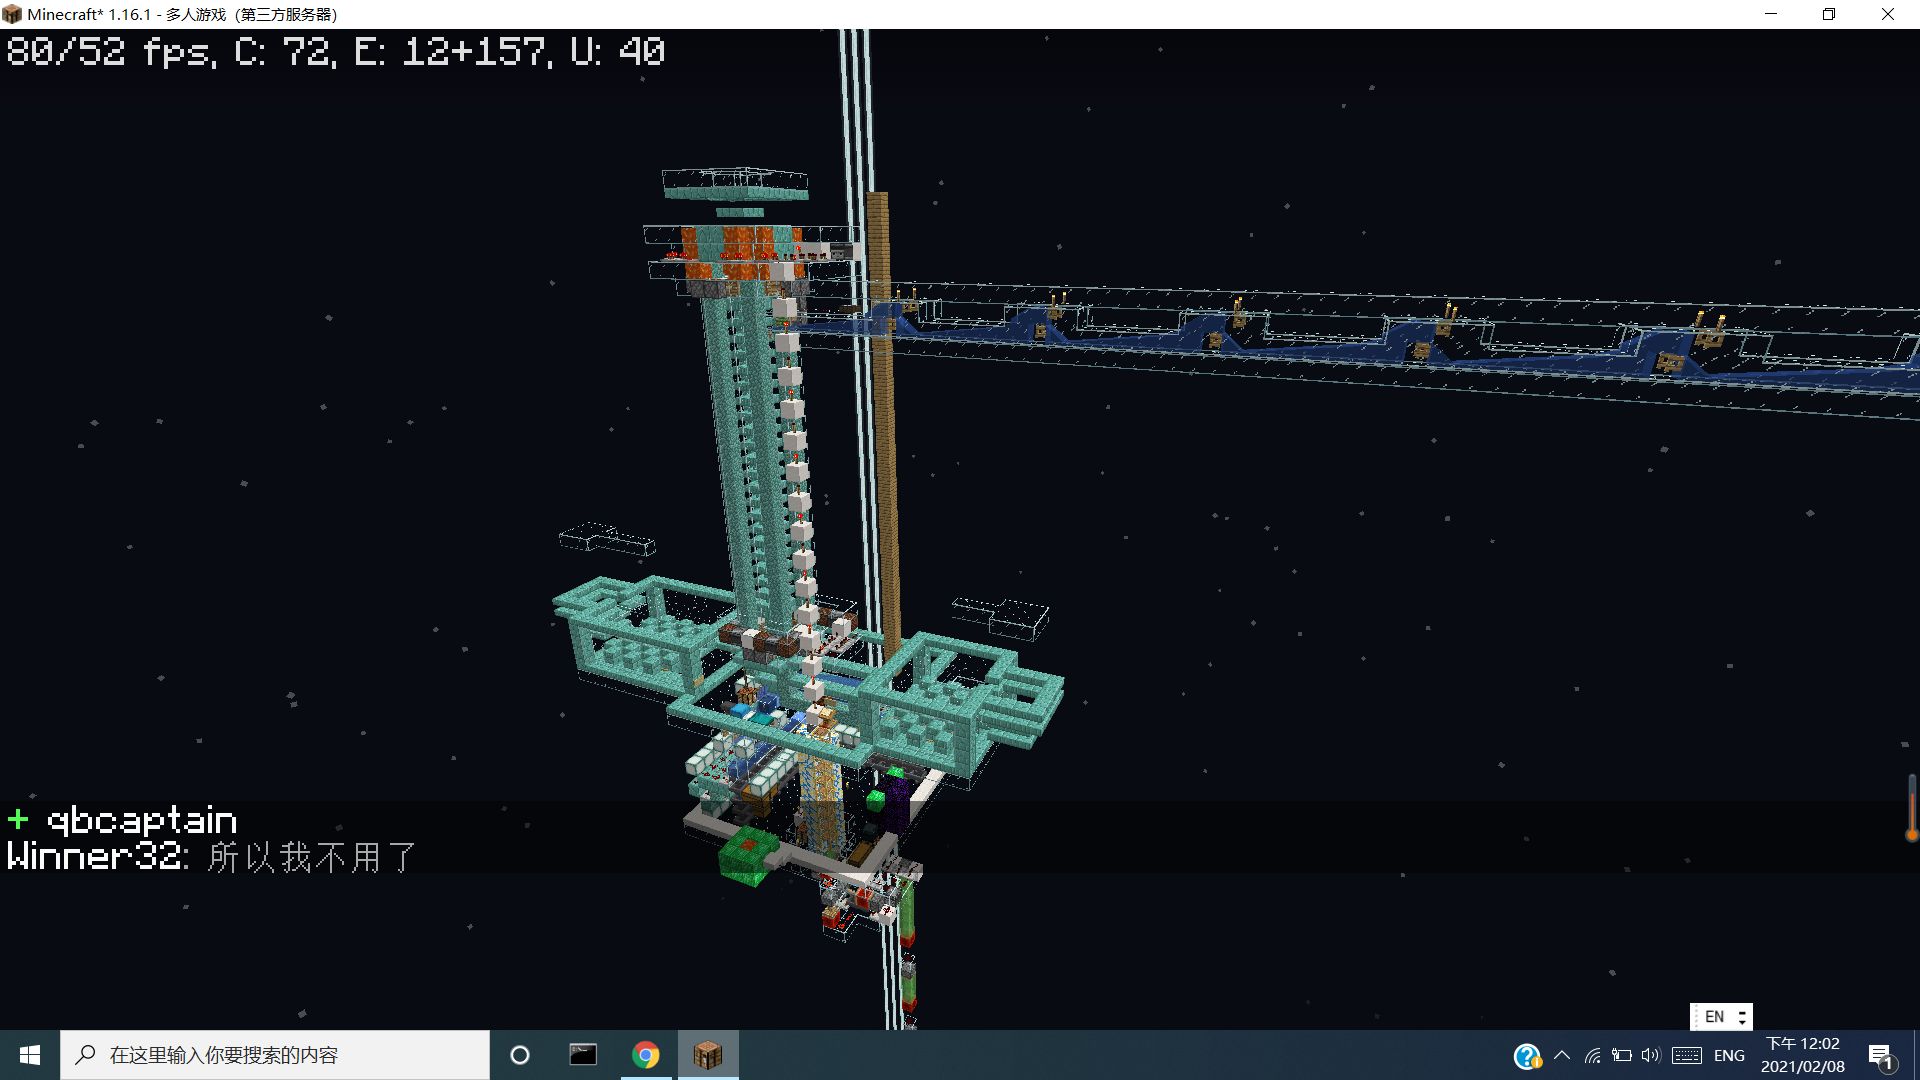 Minecraft* 1.16.1 - 多人游戏（第三方服务器）
80/52 fps, C: 72, E: 12+157, U: 40
+ qbcaptain
Winner32: 所以我不用了
EN
在这里输入你要搜索的内容
ENG
下午 12:02
2021/02/08
1